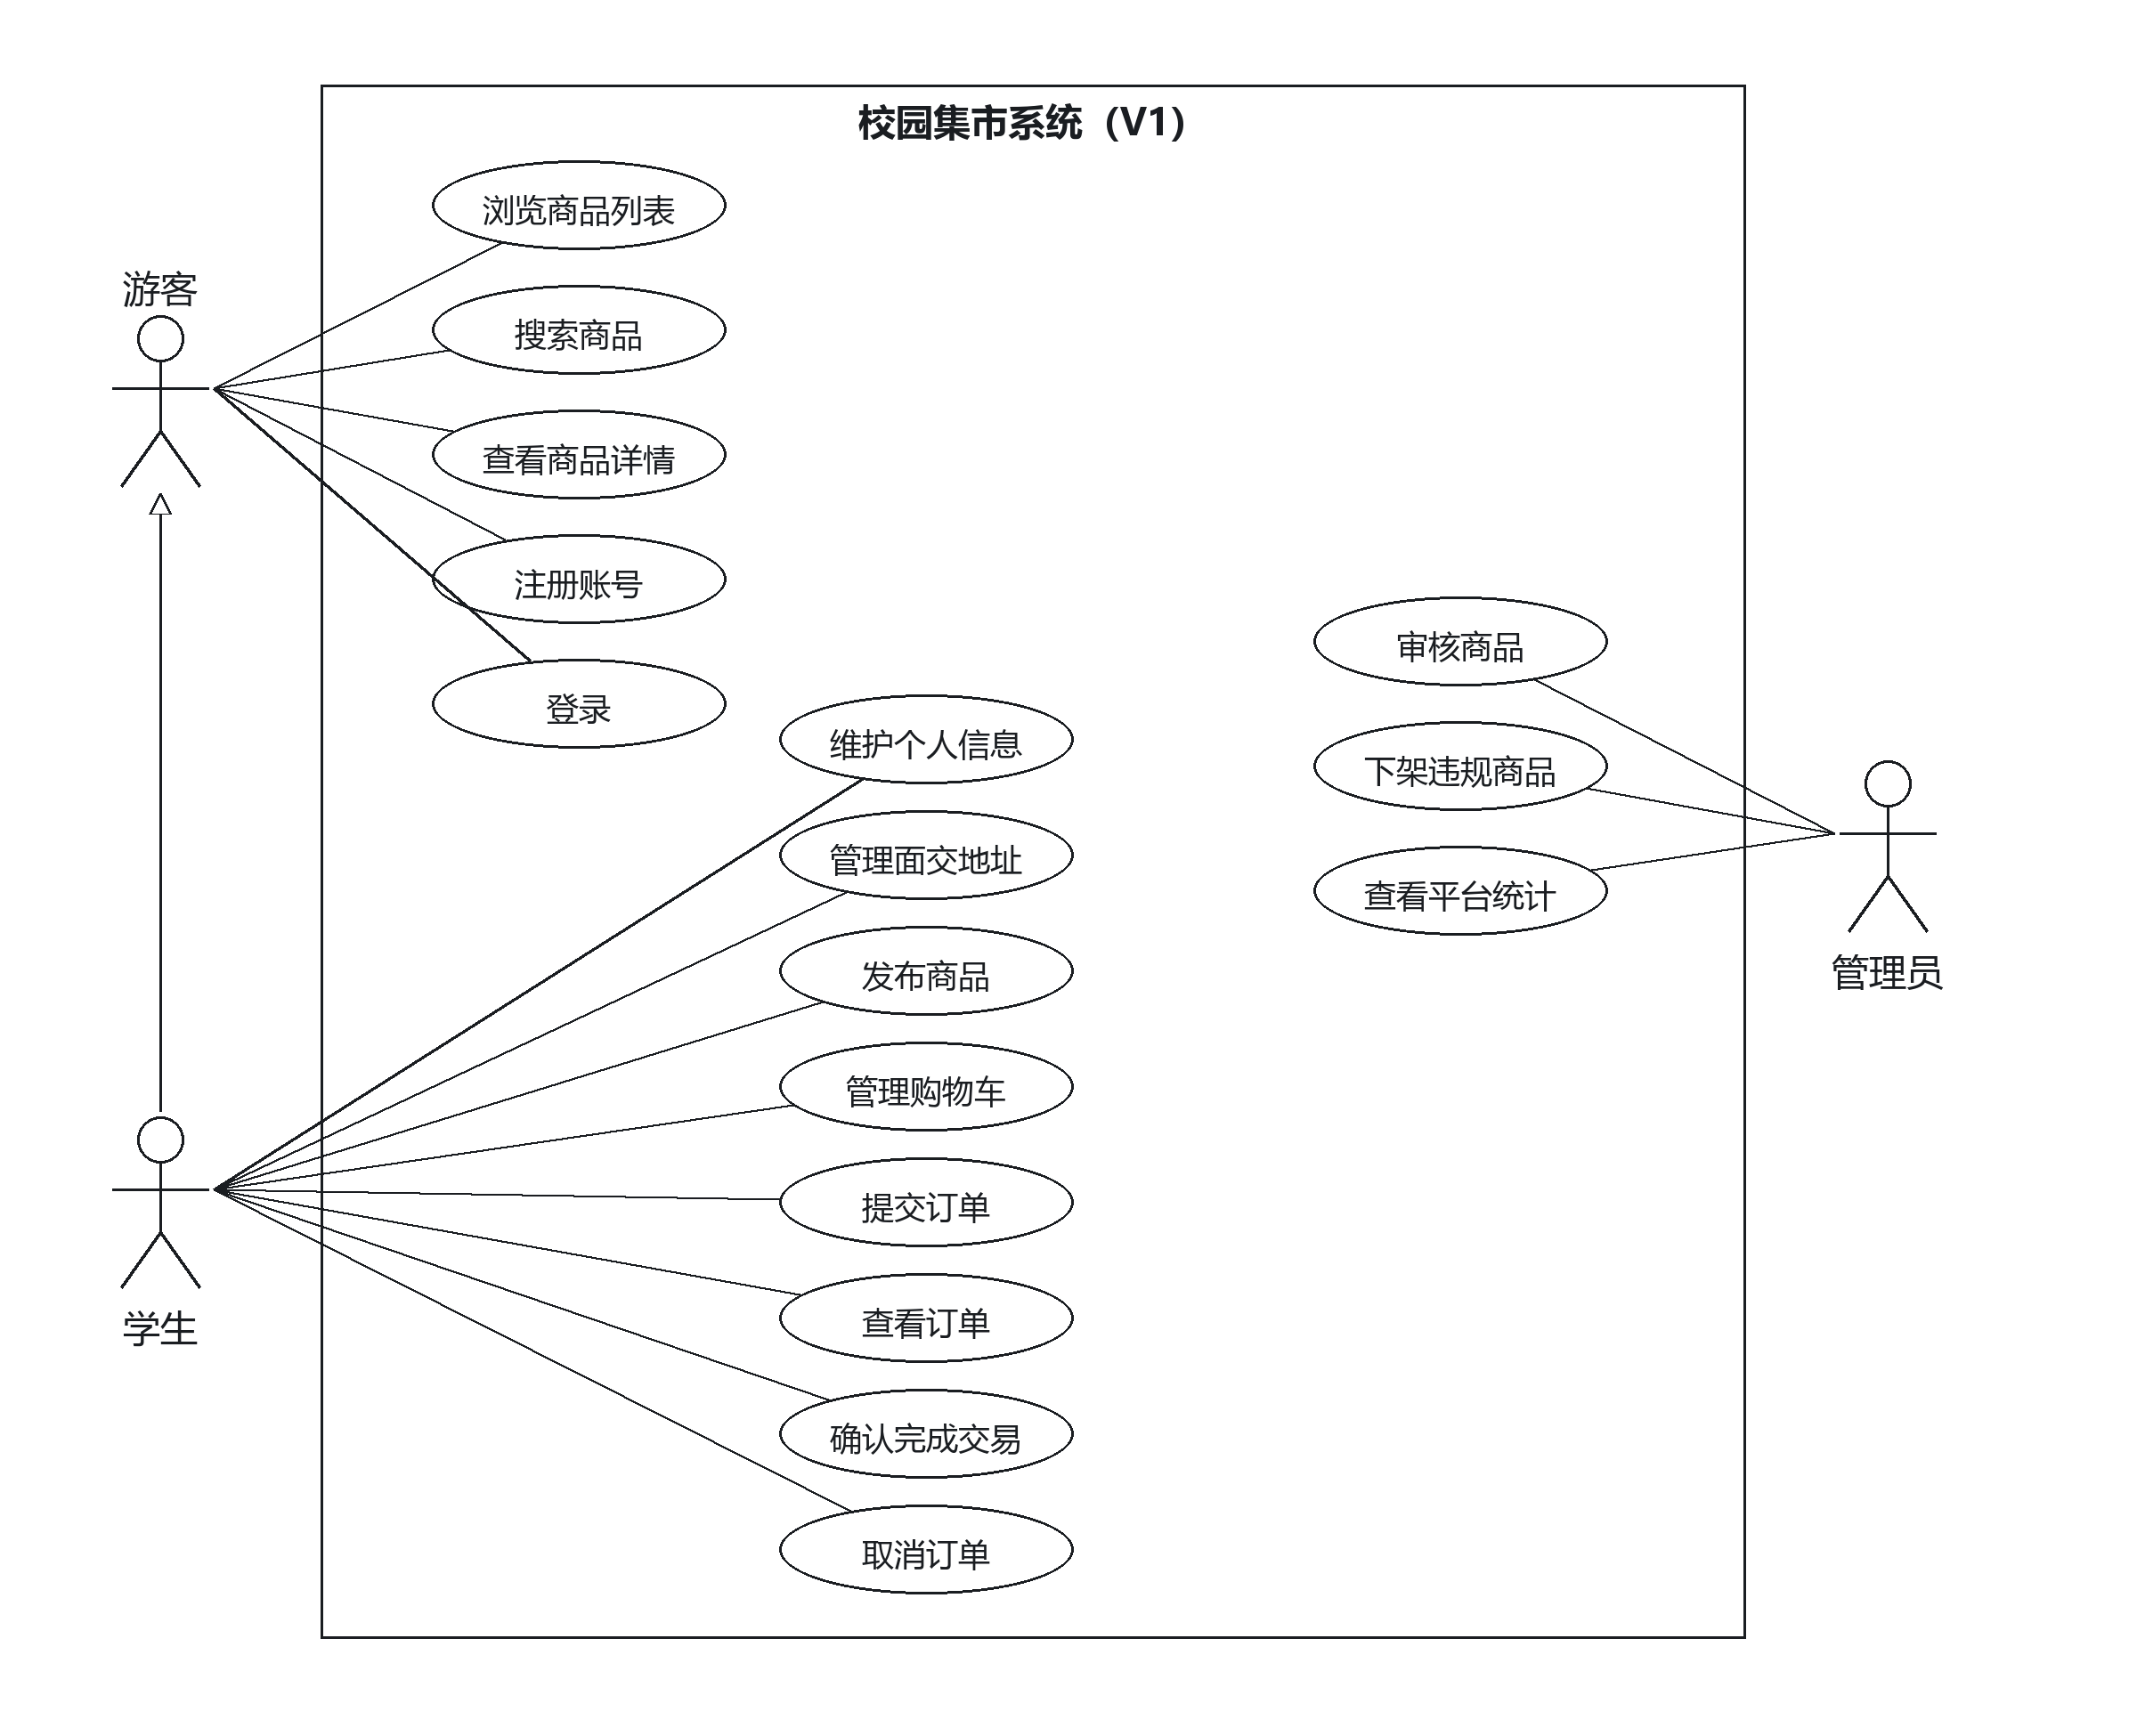 校园集市系统（V1）
浏览商品列表
游客
搜索商品
查看商品详情
注册账号
登录
审核商品
维护个人信息
下架违规商品
管理面交地址
查看平台统计
管理员
发布商品
管理购物车
提交订单
学生
查看订单
确认完成交易
取消订单